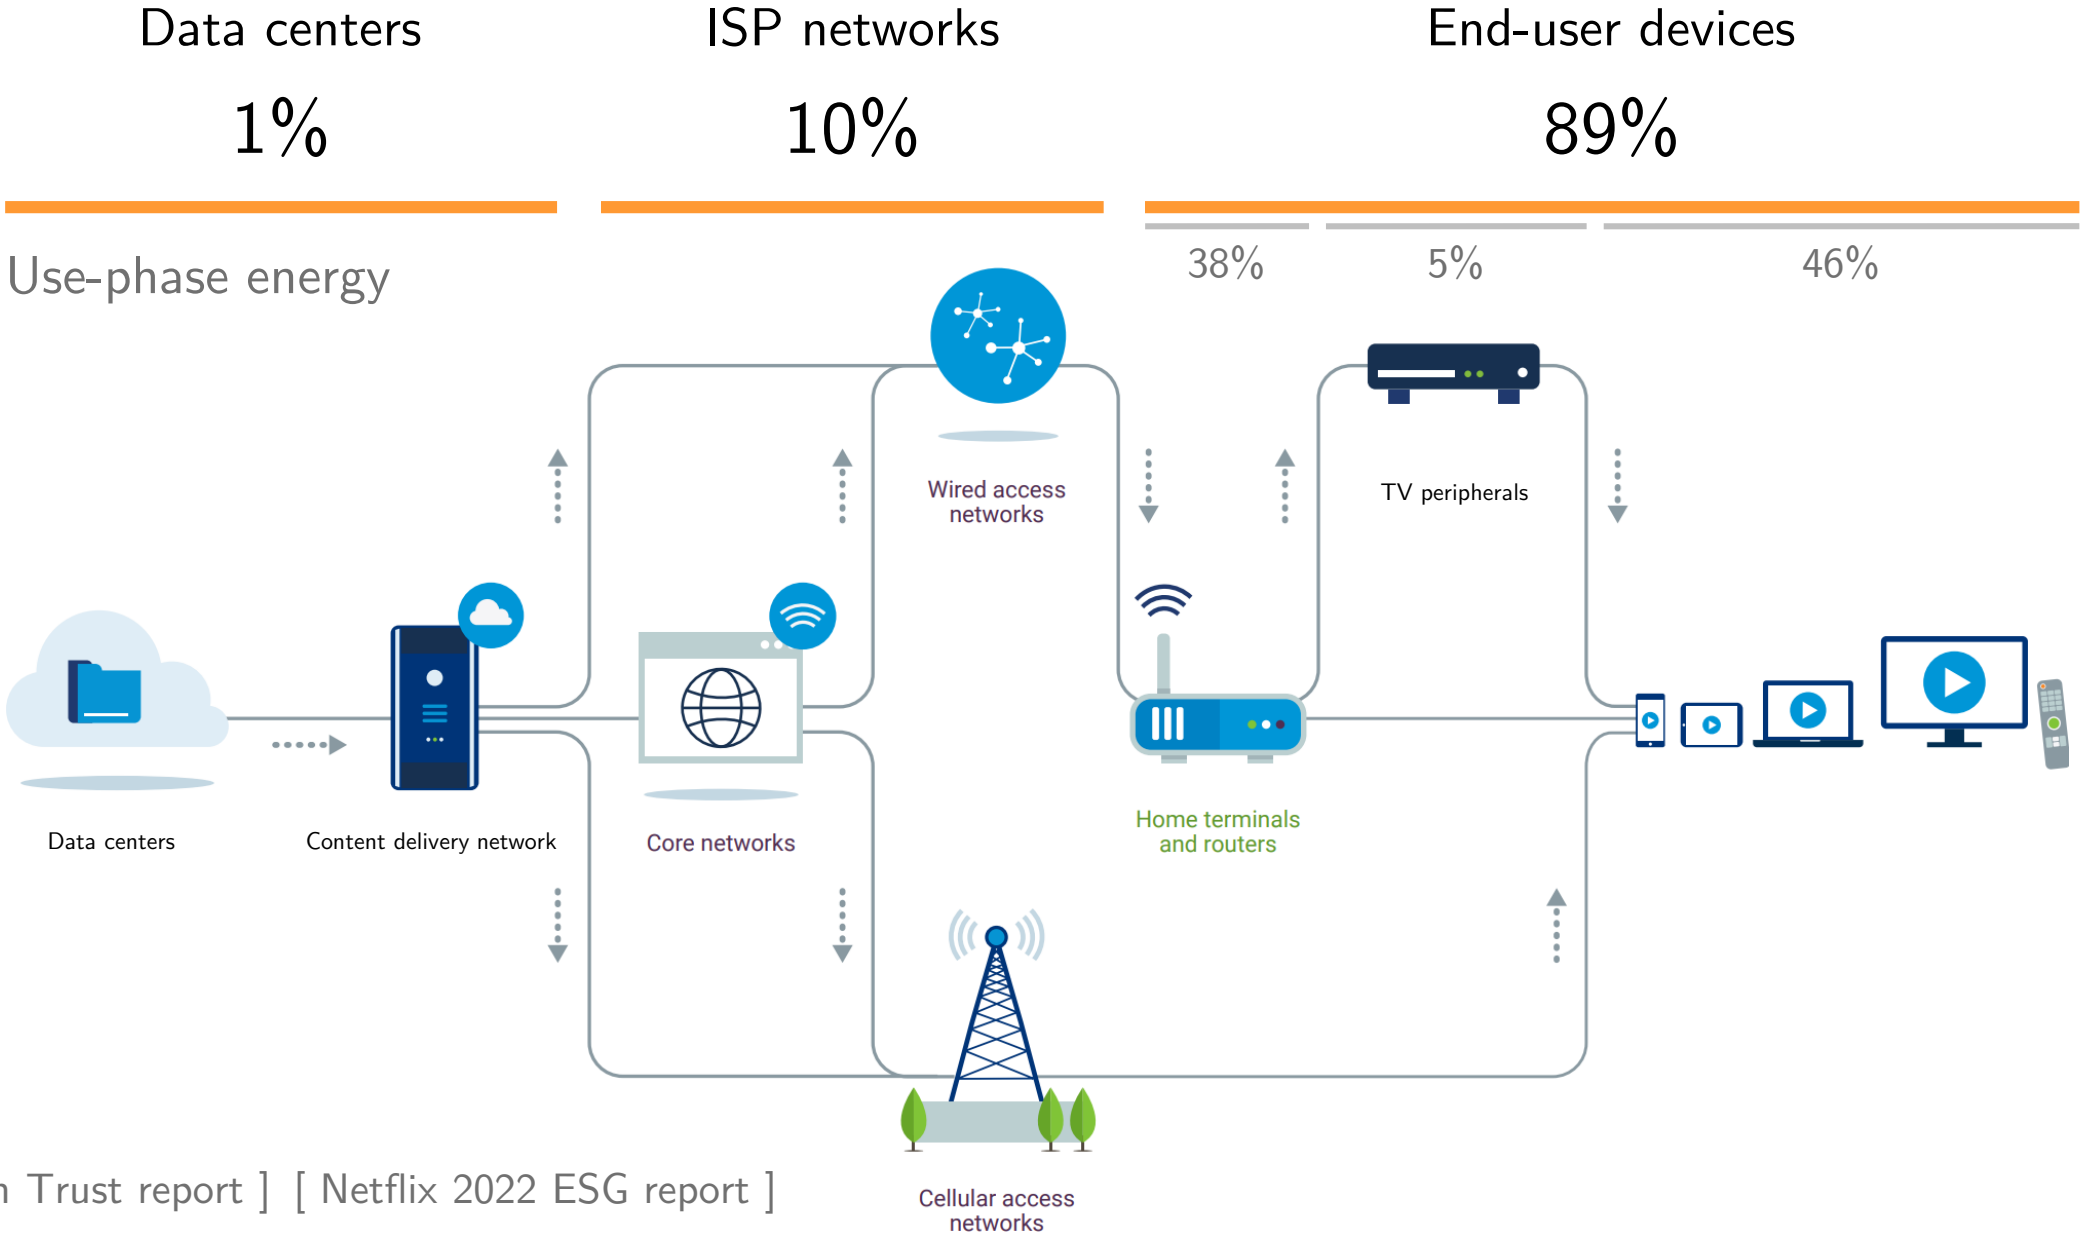 Data centers
ISP networks
End-user devices
1%
10%
89%
38%
5%
46%
Use-phase energy
Wired access
networks
TV peripherals
Data centers
Content delivery network
Core networks
Home terminals
and routers
Trust report ] [ Netflix 2022 ESG report ]
Cellular access
networks